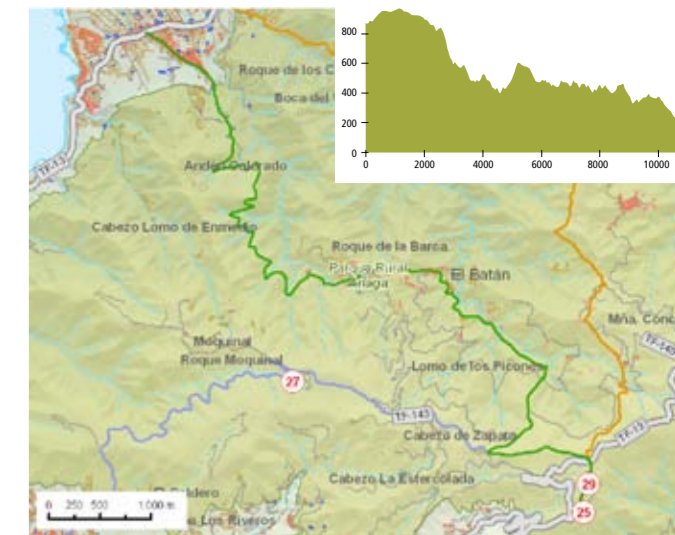 800
600
400
200
0
0 2000 4000 6000 8000 10000
Roque de los C
Boca del
TF-13
Andén Colorado
Cabezo Lomo de Enmedio
Roque de la Barca
Parque Rural
Anaga
El Batán
Moquinal
Roque Moquinal
Lomo de los Picones
Mña. Conc
TF-143
27
TF-143
Cabezo de Zapata
TF-13
Cabezo La Estercolada
29
25
0 250 500 1.000 m
Los Riveros